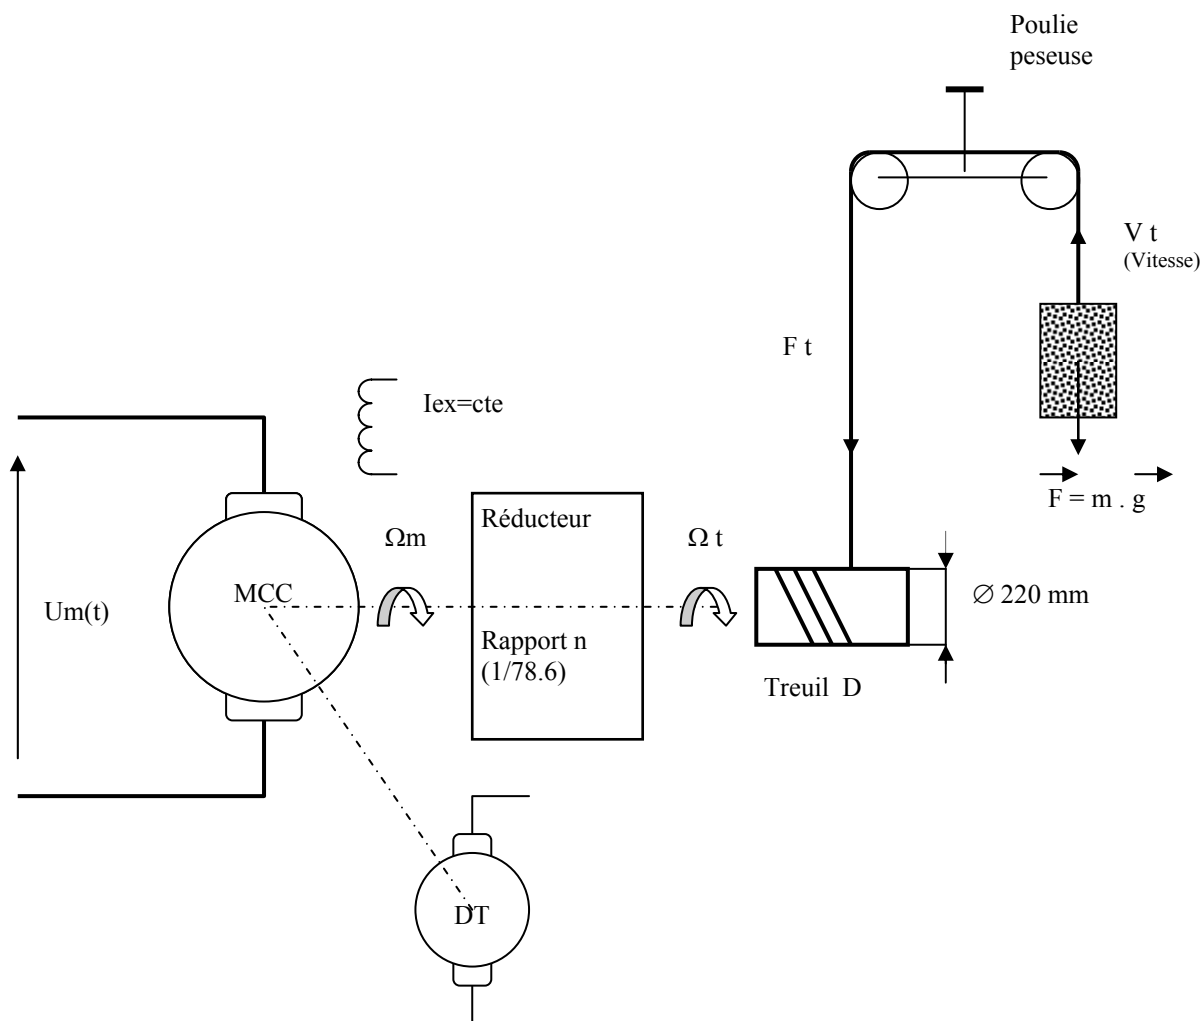 Poulie
peseuse
V t
(Vitesse)
F t
Iex=cte
F = m . g
Réducteur
Ωm
Ω t
MCC
Um(t)
∅ 220 mm
Rapport n
(1/78.6)
Treuil D
DT